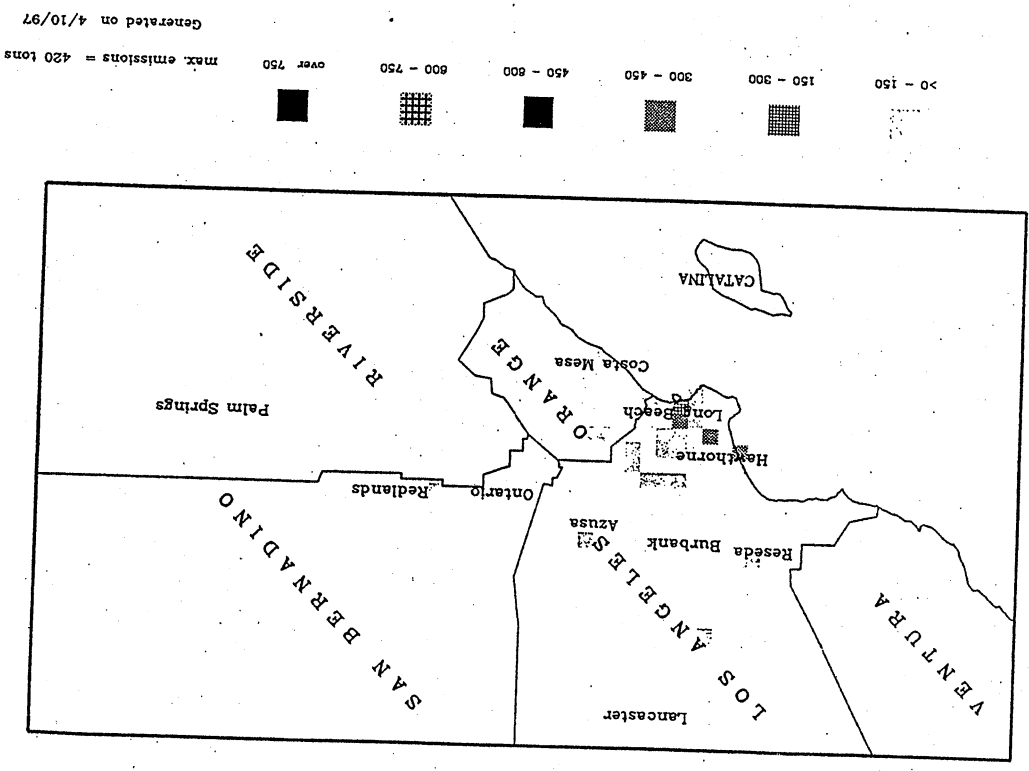 Lancaster
VENTURA
LOS ANGELES
SAN BERNADINO
Reseda
Burbank
Azusa
Ontario
Redlands
Hawthorne
Long Beach
ORANGE
Palm Springs
Costa Mesa
RIVERSIDE
CATALINA
>0 - 150
150 - 300
300 - 450
450 - 600
600 - 750
over 750
max. emissions = 420 tons
Generated on 4/10/97